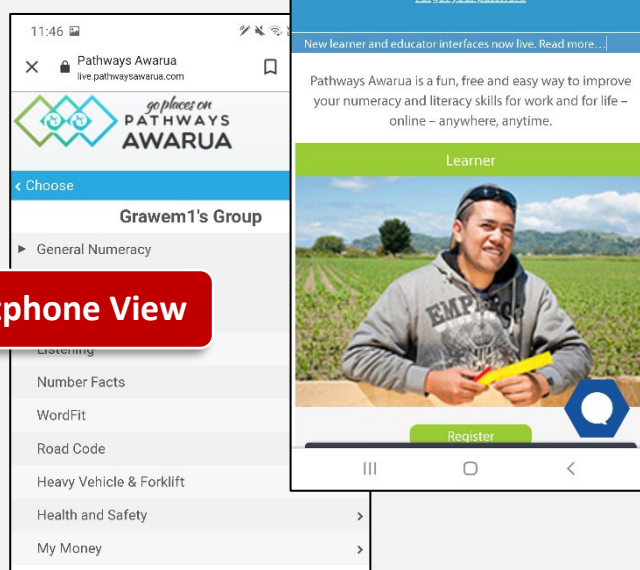 11:46
Pathways Awarua
live.pathwaysawarua.com
go places on
PATHWAYS
AWARUA
‹ Choose
Grawem1's Group
General Numeracy
phone View
Listening
Number Facts
WordFit
Road Code
Heavy Vehicle & Forklift
Health and Safety
My Money
Forgot your password
New learner and educator interfaces now live. Read more…
Pathways Awarua is a fun, free and easy way to improve
your numeracy and literacy skills for work and for life –
online – anywhere, anytime.
Learner
Register